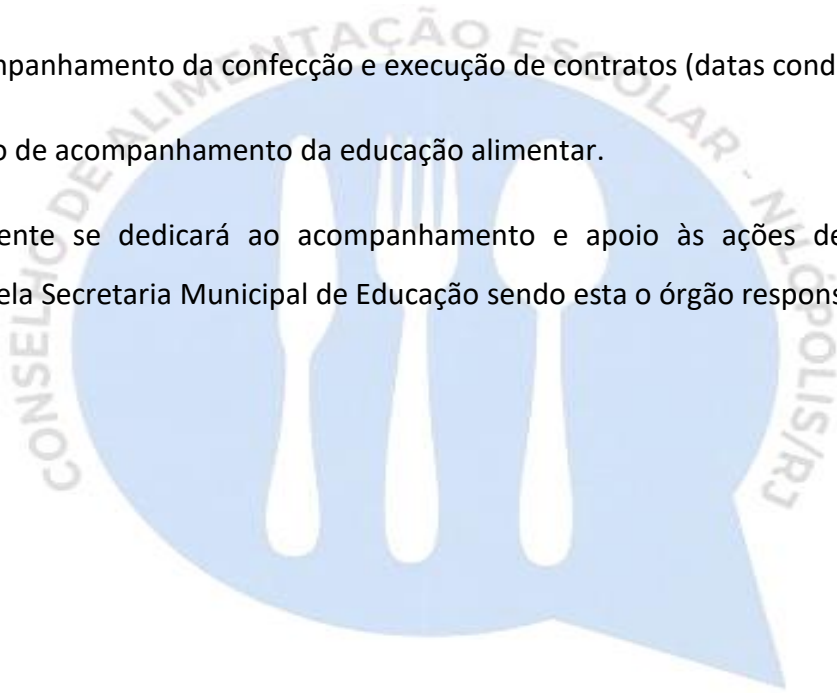 CONSELHO DE ALIMENTAÇÃO ESCOLAR - NILÓPOLIS/RJ
mpanhamento da confecção e execução de contratos (datas cond
o de acompanhamento da educação alimentar.
ente se dedicará ao acompanhamento e apoio às ações de
ela Secretaria Municipal de Educação sendo esta o órgão respons